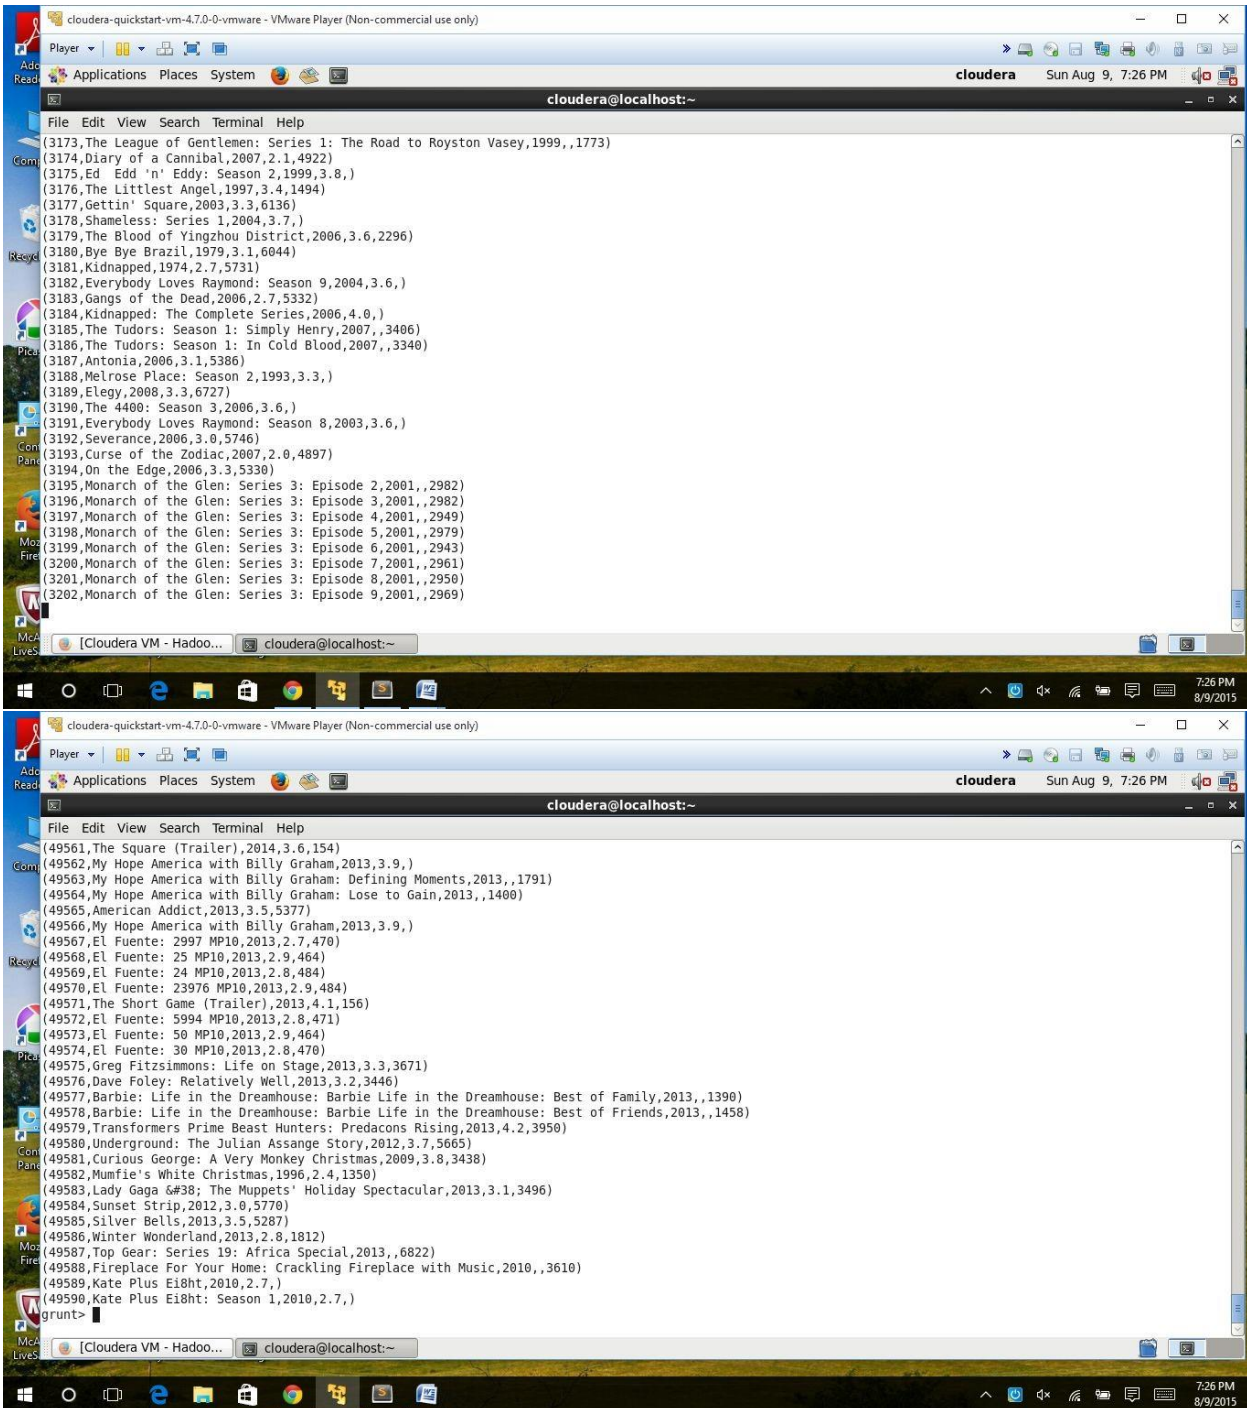 cloudera-quickstart-vm-4.7.0-0-vmware - VMware Player (Non-commercial use only)
Player
Applications Places System
cloudera Sun Aug 9, 7:26 PM
cloudera@localhost:~
File Edit View Search Terminal Help
(3173,The League of Gentlemen: Series 1: The Road to Royston Vasey,1999,,1773)
(3174,Diary of a Cannibal,2007,2.1,4922)
(3175,Ed  Edd 'n' Eddy: Season 2,1999,3.8,)
(3176,The Littlest Angel,1997,3.4,1494)
(3177,Gettin' Square,2003,3.3,6136)
(3178,Shameless: Series 1,2004,3.7,)
(3179,The Blood of Yingzhou District,2006,3.6,2296)
(3180,Bye Bye Brazil,1979,3.1,6044)
(3181,Kidnapped,1974,2.7,5731)
(3182,Everybody Loves Raymond: Season 9,2004,3.6,)
(3183,Gangs of the Dead,2006,2.7,5332)
(3184,Kidnapped: The Complete Series,2006,4.0,)
(3185,The Tudors: Season 1: Simply Henry,2007,,3406)
(3186,The Tudors: Season 1: In Cold Blood,2007,,3340)
(3187,Antonia,2006,3.1,5386)
(3188,Melrose Place: Season 2,1993,3.3,)
(3189,Elegy,2008,3.3,6727)
(3190,The 4400: Season 3,2006,3.6,)
(3191,Everybody Loves Raymond: Season 8,2003,3.6,)
(3192,Severance,2006,3.0,5746)
(3193,Curse of the Zodiac,2007,2.0,4897)
(3194,On the Edge,2006,3.3,5330)
(3195,Monarch of the Glen: Series 3: Episode 2,2001,,2982)
(3196,Monarch of the Glen: Series 3: Episode 3,2001,,2982)
(3197,Monarch of the Glen: Series 3: Episode 4,2001,,2949)
(3198,Monarch of the Glen: Series 3: Episode 5,2001,,2979)
(3199,Monarch of the Glen: Series 3: Episode 6,2001,,2943)
(3200,Monarch of the Glen: Series 3: Episode 7,2001,,2961)
(3201,Monarch of the Glen: Series 3: Episode 8,2001,,2950)
(3202,Monarch of the Glen: Series 3: Episode 9,2001,,2969)
[Cloudera VM - Hadoo... cloudera@localhost:~
7:26 PM
8/9/2015
cloudera-quickstart-vm-4.7.0-0-vmware - VMware Player (Non-commercial use only)
Player
Applications Places System
cloudera Sun Aug 9, 7:26 PM
cloudera@localhost:~
File Edit View Search Terminal Help
(49561,The Square (Trailer),2014,3.6,154)
(49562,My Hope America with Billy Graham,2013,3.9,)
(49563,My Hope America with Billy Graham: Defining Moments,2013,,1791)
(49564,My Hope America with Billy Graham: Lose to Gain,2013,,1400)
(49565,American Addict,2013,3.5,5377)
(49566,My Hope America with Billy Graham,2013,3.9,)
(49567,El Fuente: 2997 MP10,2013,2.7,470)
(49568,El Fuente: 25 MP10,2013,2.9,464)
(49569,El Fuente: 24 MP10,2013,2.8,484)
(49570,El Fuente: 23976 MP10,2013,2.9,484)
(49571,The Short Game (Trailer),2013,4.1,156)
(49572,El Fuente: 5994 MP10,2013,2.8,471)
(49573,El Fuente: 50 MP10,2013,2.9,464)
(49574,El Fuente: 30 MP10,2013,2.8,470)
(49575,Greg Fitzsimmons: Life on Stage,2013,3.3,3671)
(49576,Dave Foley: Relatively Well,2013,3.2,3446)
(49577,Barbie: Life in the Dreamhouse: Barbie Life in the Dreamhouse: Best of Family,2013,,1390)
(49578,Barbie: Life in the Dreamhouse: Barbie Life in the Dreamhouse: Best of Friends,2013,,1458)
(49579,Transformers Prime Beast Hunters: Predacons Rising,2013,4.2,3950)
(49580,Underground: The Julian Assange Story,2012,3.7,5665)
(49581,Curious George: A Very Monkey Christmas,2009,3.8,3438)
(49582,Mumfie's White Christmas,1996,2.4,1350)
(49583,Lady Gaga &#38; The Muppets' Holiday Spectacular,2013,3.1,3496)
(49584,Sunset Strip,2012,3.0,5770)
(49585,Silver Bells,2013,3.5,5287)
(49586,Winter Wonderland,2013,2.8,1812)
(49587,Top Gear: Series 19: Africa Special,2013,,6822)
(49588,Fireplace For Your Home: Crackling Fireplace with Music,2010,,3610)
(49589,Kate Plus Ei8ht,2010,2.7,)
(49590,Kate Plus Ei8ht: Season 1,2010,2.7,)
grunt>
[Cloudera VM - Hadoo... cloudera@localhost:~
7:26 PM
8/9/2015